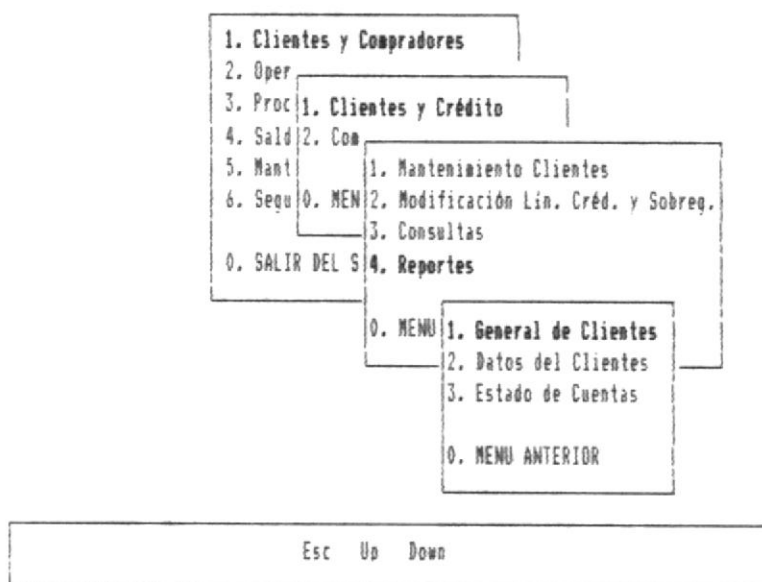 1. Clientes y Compradores
2. Oper
3. Proc
4. Sald
5. Mant
6. Segu
0. SALIR DEL S
1. Clientes y Crédito
2. Com
0. MEN
1. Mantenimiento Clientes
2. Modificación Lin. Créd. y Sobreg.
3. Consultas
4. Reportes
0. MENU
1. General de Clientes
2. Datos del Clientes
3. Estado de Cuentas
0. MENU ANTERIOR
Esc Up Down